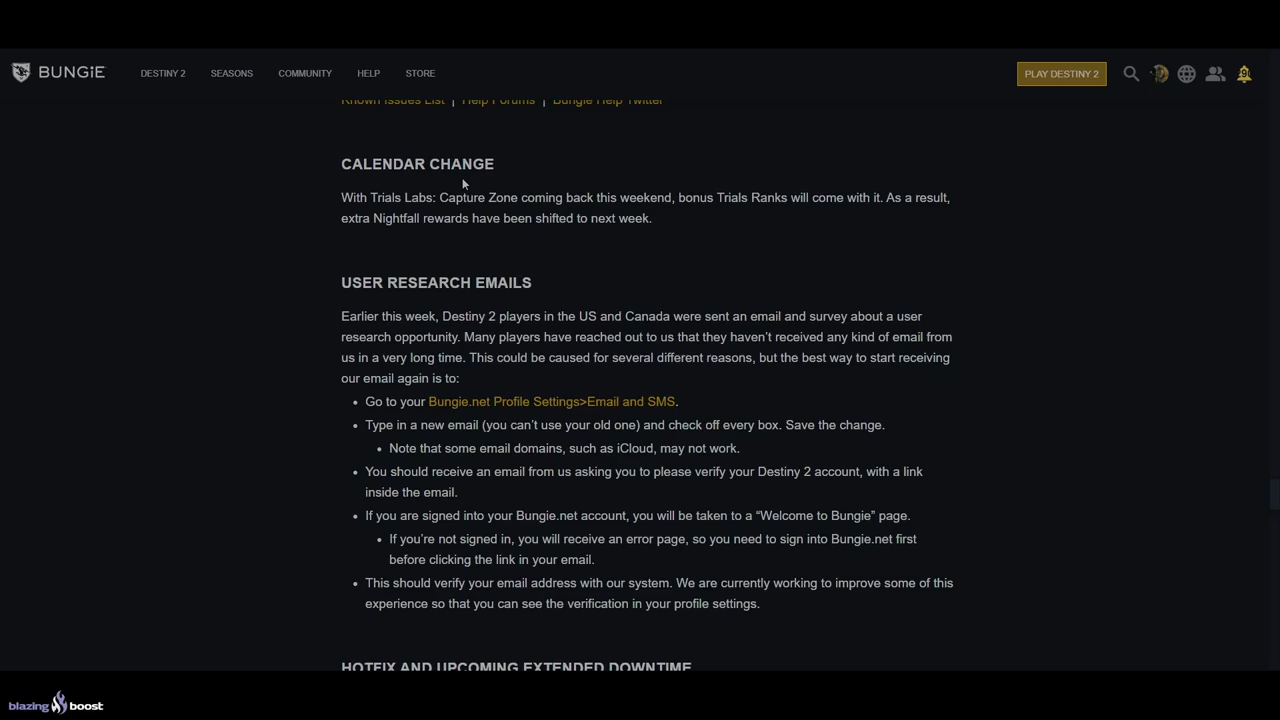 BUNGiE
DESTINY 2 SEASONS COMMUNITY HELP STORE
PLAY DESTINY 2
Known Issues List | Help Forums | Bungie Help Twitter
CALENDAR CHANGE
With Trials Labs: Capture Zone coming back this weekend, bonus Trials Ranks will come with it. As a result,
extra Nightfall rewards have been shifted to next week.
USER RESEARCH EMAILS
Earlier this week, Destiny 2 players in the US and Canada were sent an email and survey about a user
research opportunity. Many players have reached out to us that they haven’t received any kind of email from
us in a very long time. This could be caused for several different reasons, but the best way to start receiving
our email again is to:
• Go to your Bungie.net Profile Settings>Email and SMS.
• Type in a new email (you can’t use your old one) and check off every box. Save the change.
• Note that some email domains, such as iCloud, may not work.
• You should receive an email from us asking you to please verify your Destiny 2 account, with a link
inside the email.
• If you are signed into your Bungie.net account, you will be taken to a “Welcome to Bungie” page.
• If you’re not signed in, you will receive an error page, so you need to sign into Bungie.net first
before clicking the link in your email.
• This should verify your email address with our system. We are currently working to improve some of this
experience so that you can see the verification in your profile settings.
HOTFIX AND UPCOMING EXTENDED DOWNTIME
blazing boost